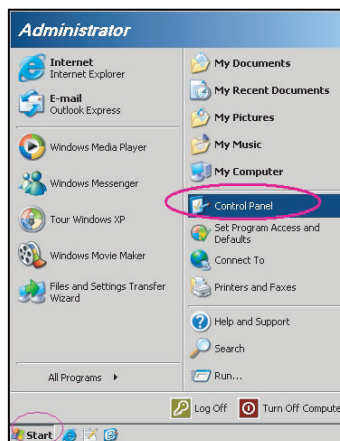 Administrator
Internet
Internet Explorer
E-mail
Outlook Express
Windows Media Player
Windows Messenger
Tour Windows XP
Windows Movie Maker
Files and Settings Transfer
Wizard
All Programs
My Documents
My Recent Documents
My Pictures
My Music
My Computer
Control Panel
Set Program Access and
Defaults
Connect To
Printers and Faxes
Help and Support
Search
Run...
Log Off
Turn Off Compute
Start